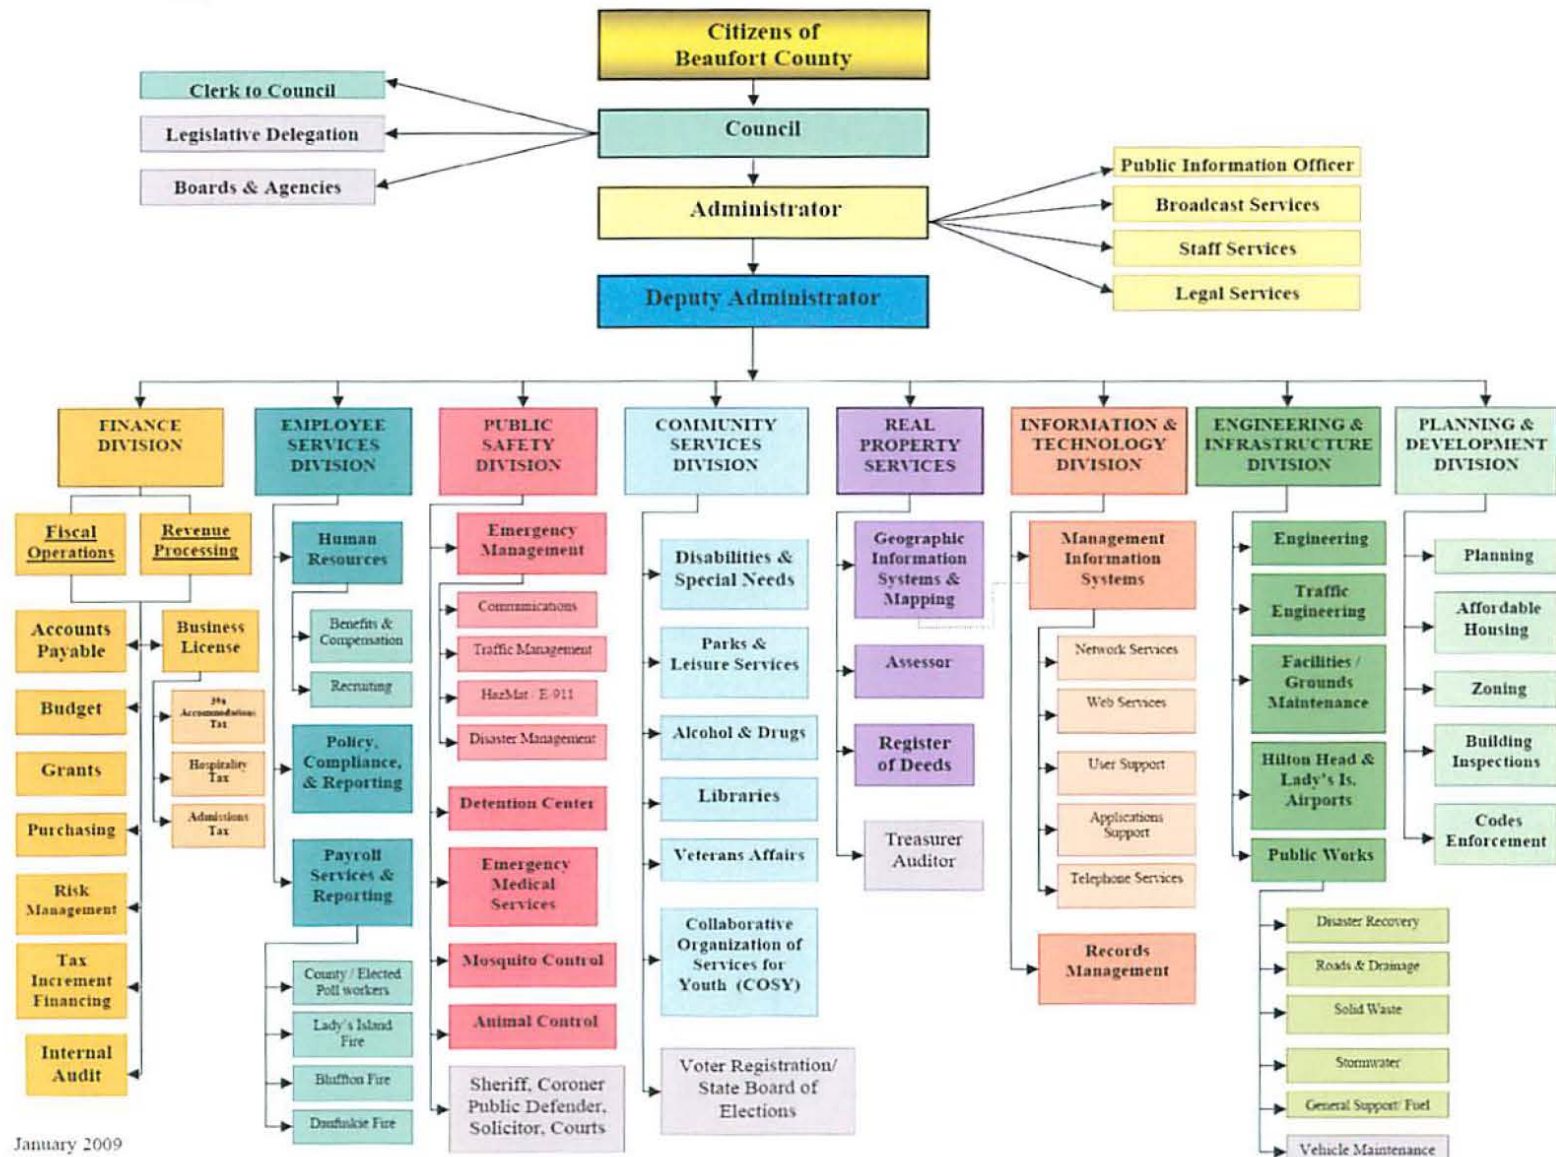 Citizens of
Beaufort County
Clerk to Council
Legislative Delegation
Boards & Agencies
Council
Administrator
Deputy Administrator
Public Information Officer
Broadcast Services
Staff Services
Legal Services
FINANCE
DIVISION
Fiscal
Operations
Revenue
Processing
Accounts
Payable
Business
License
Budget
Accommodations
Tax
Grants
Hospitality
Tax
Purchasing
Admissions
Tax
Risk
Management
Tax
Increment
Financing
Internal
Audit
EMPLOYEE
SERVICES
DIVISION
Human
Resources
Benefits &
Compensation
Recruiting
Policy,
Compliance,
& Reporting
Payroll
Services &
Reporting
County / Elected
Poll workers
Lady's Island
Fire
Bluffton Fire
Daufuskie Fire
PUBLIC
SAFETY
DIVISION
Emergency
Management
Communications
Traffic Management
HazMat / E-911
Disaster Management
Detention Center
Emergency
Medical
Services
Mosquito Control
Animal Control
Sheriff, Coroner
Public Defender,
Solicitor, Courts
COMMUNITY
SERVICES
DIVISION
Disabilities &
Special Needs
Parks &
Leisure Services
Alcohol & Drugs
Libraries
Veterans Affairs
Collaborative
Organization of
Services for
Youth (COSY)
Voter Registration/
State Board of
Elections
REAL
PROPERTY
SERVICES
Geographic
Information
Systems &
Mapping
Assessor
Register
of Deeds
Treasurer
Auditor
INFORMATION &
TECHNOLOGY
DIVISION
Management
Information
Systems
Network Services
Web Services
User Support
Applications
Support
Telephone Services
Records
Management
ENGINEERING &
INFRASTRUCTURE
DIVISION
Engineering
Traffic
Engineering
Facilities /
Grounds
Maintenance
Hilton Head &
Lady's Is.
Airports
Public Works
Disaster Recovery
Roads & Drainage
Solid Waste
Stormwater
General Support/ Fuel
Vehicle Maintenance
PLANNING &
DEVELOPMENT
DIVISION
Planning
Affordable
Housing
Zoning
Building
Inspections
Codes
Enforcement
January 2009